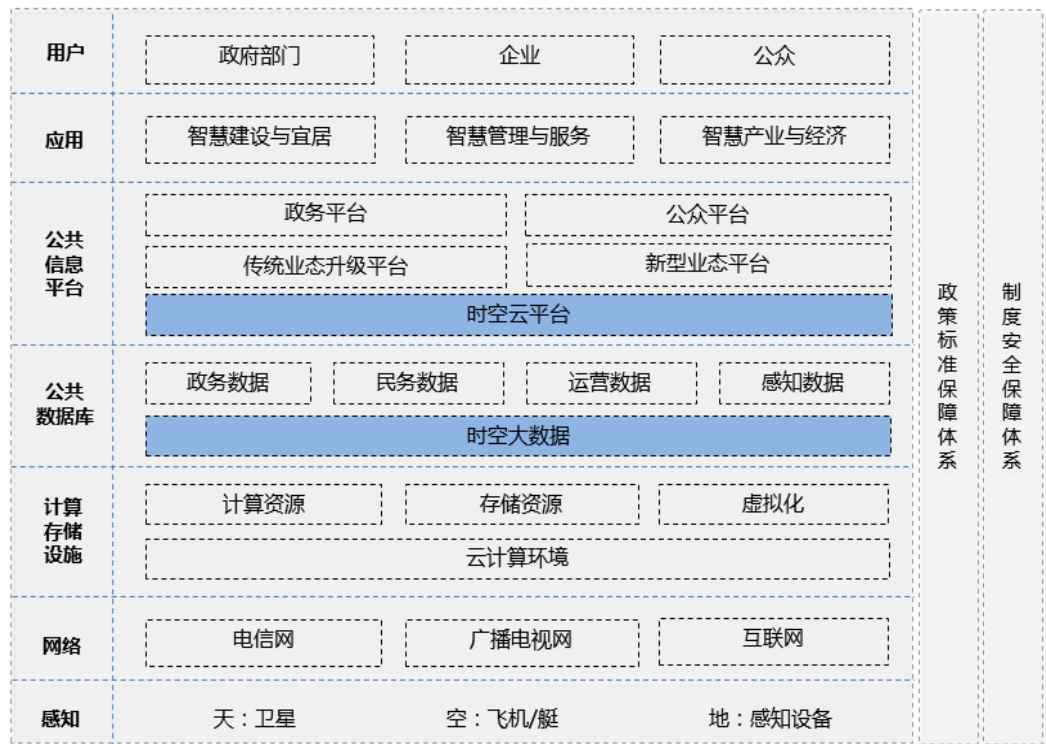 用户
政府部门
企业
公众
应用
智慧建设与宜居
智慧管理与服务
智慧产业与经济
公共
信息
平台
政务平台
公众平台
传统业态升级平台
新型业态平台
时空云平台
公共
数据库
政务数据
民务数据
运营数据
感知数据
时空大数据
计算
存储
设施
计算资源
存储资源
虚拟化
云计算环境
网络
电信网
广播电视网
互联网
感知
天：卫星
空：飞机/艇
地：感知设备
政策标准保障体系
制度安全保障体系